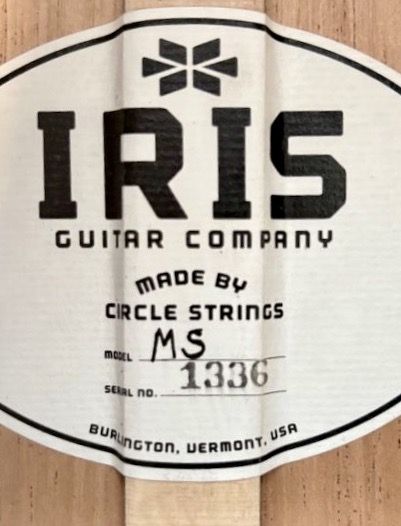 IRIS
GUITAR COMPANY
MADE BY
CIRCLE STRINGS
MODEL MS
SERIAL NO. 1336
BURLINGTON, VERMONT, USA